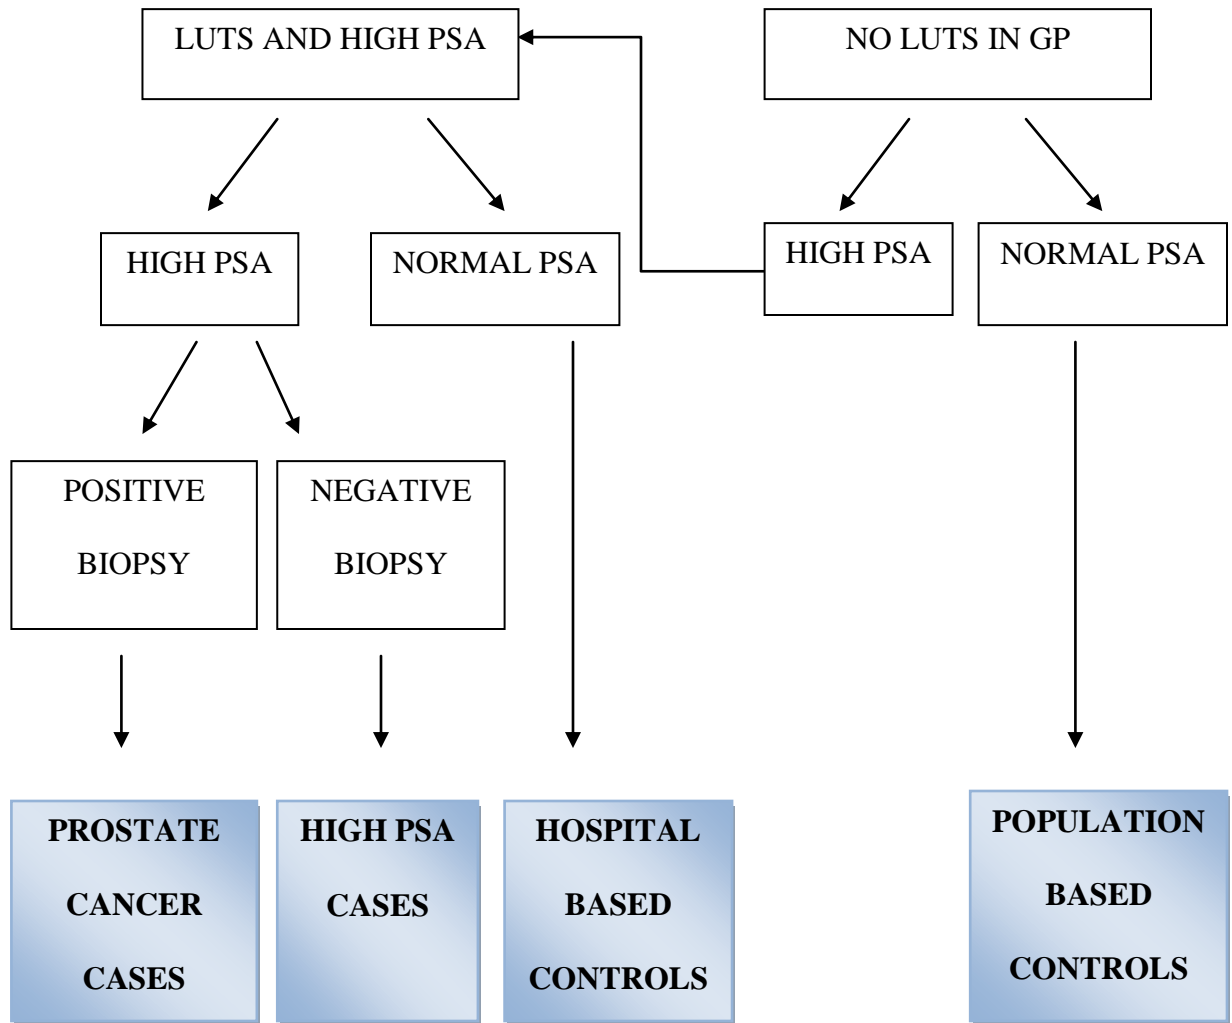 LUTS AND HIGH PSA
NO LUTS IN GP
HIGH PSA
NORMAL PSA
HIGH PSA
NORMAL PSA
POSITIVE
BIOPSY
NEGATIVE
BIOPSY
PROSTATE
CANCER
CASES
HIGH PSA
CASES
HOSPITAL
BASED
CONTROLS
POPULATION
BASED
CONTROLS